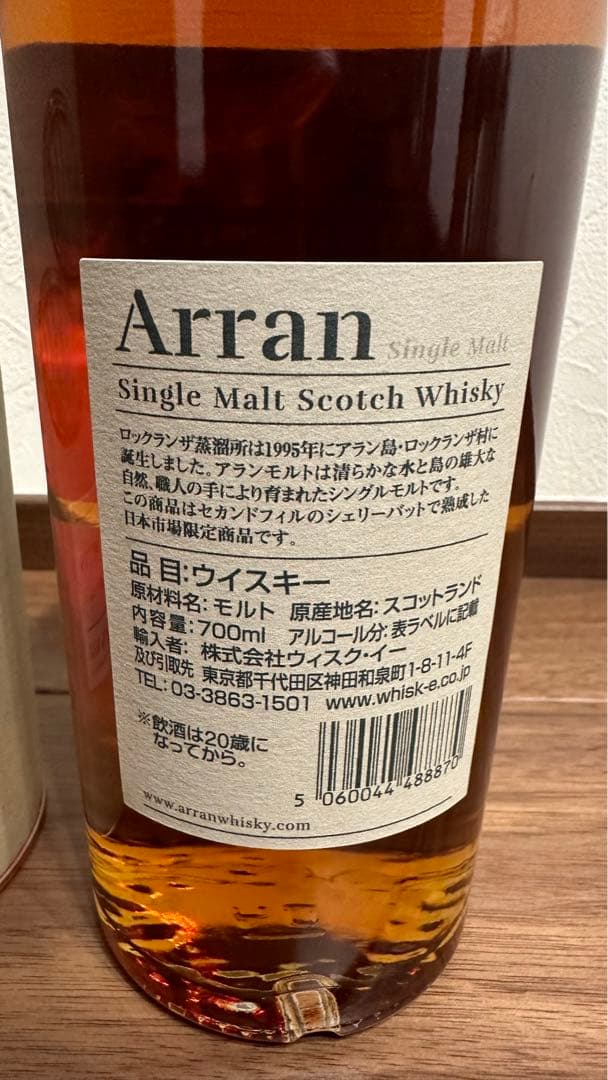 Arran Single Malt
Single Malt Scotch Whisky
ロックランザ蒸溜所は1995年にアラン島・ロックランザ村に
誕生しました。アランモルトは清らかな水と島の雄大な
自然、職人の手により育まれたシングルモルトです。
この商品はセカンドフィルのシェリーバットで熟成した
日本市場限定商品です。
品 目：ウイスキー
原材料名：モルト 原産地名：スコットランド
内容量：700ml アルコール分：表ラベルに記載
輸入者： 株式会社ウィスク・イー
及び引取先 東京都千代田区神田和泉町1-8-11-4F
TEL: 03-3863-1501 www.whisk-e.co.jp
※飲酒は20歳に
なってから。
5 060044 488870
www.arranwhisky.com